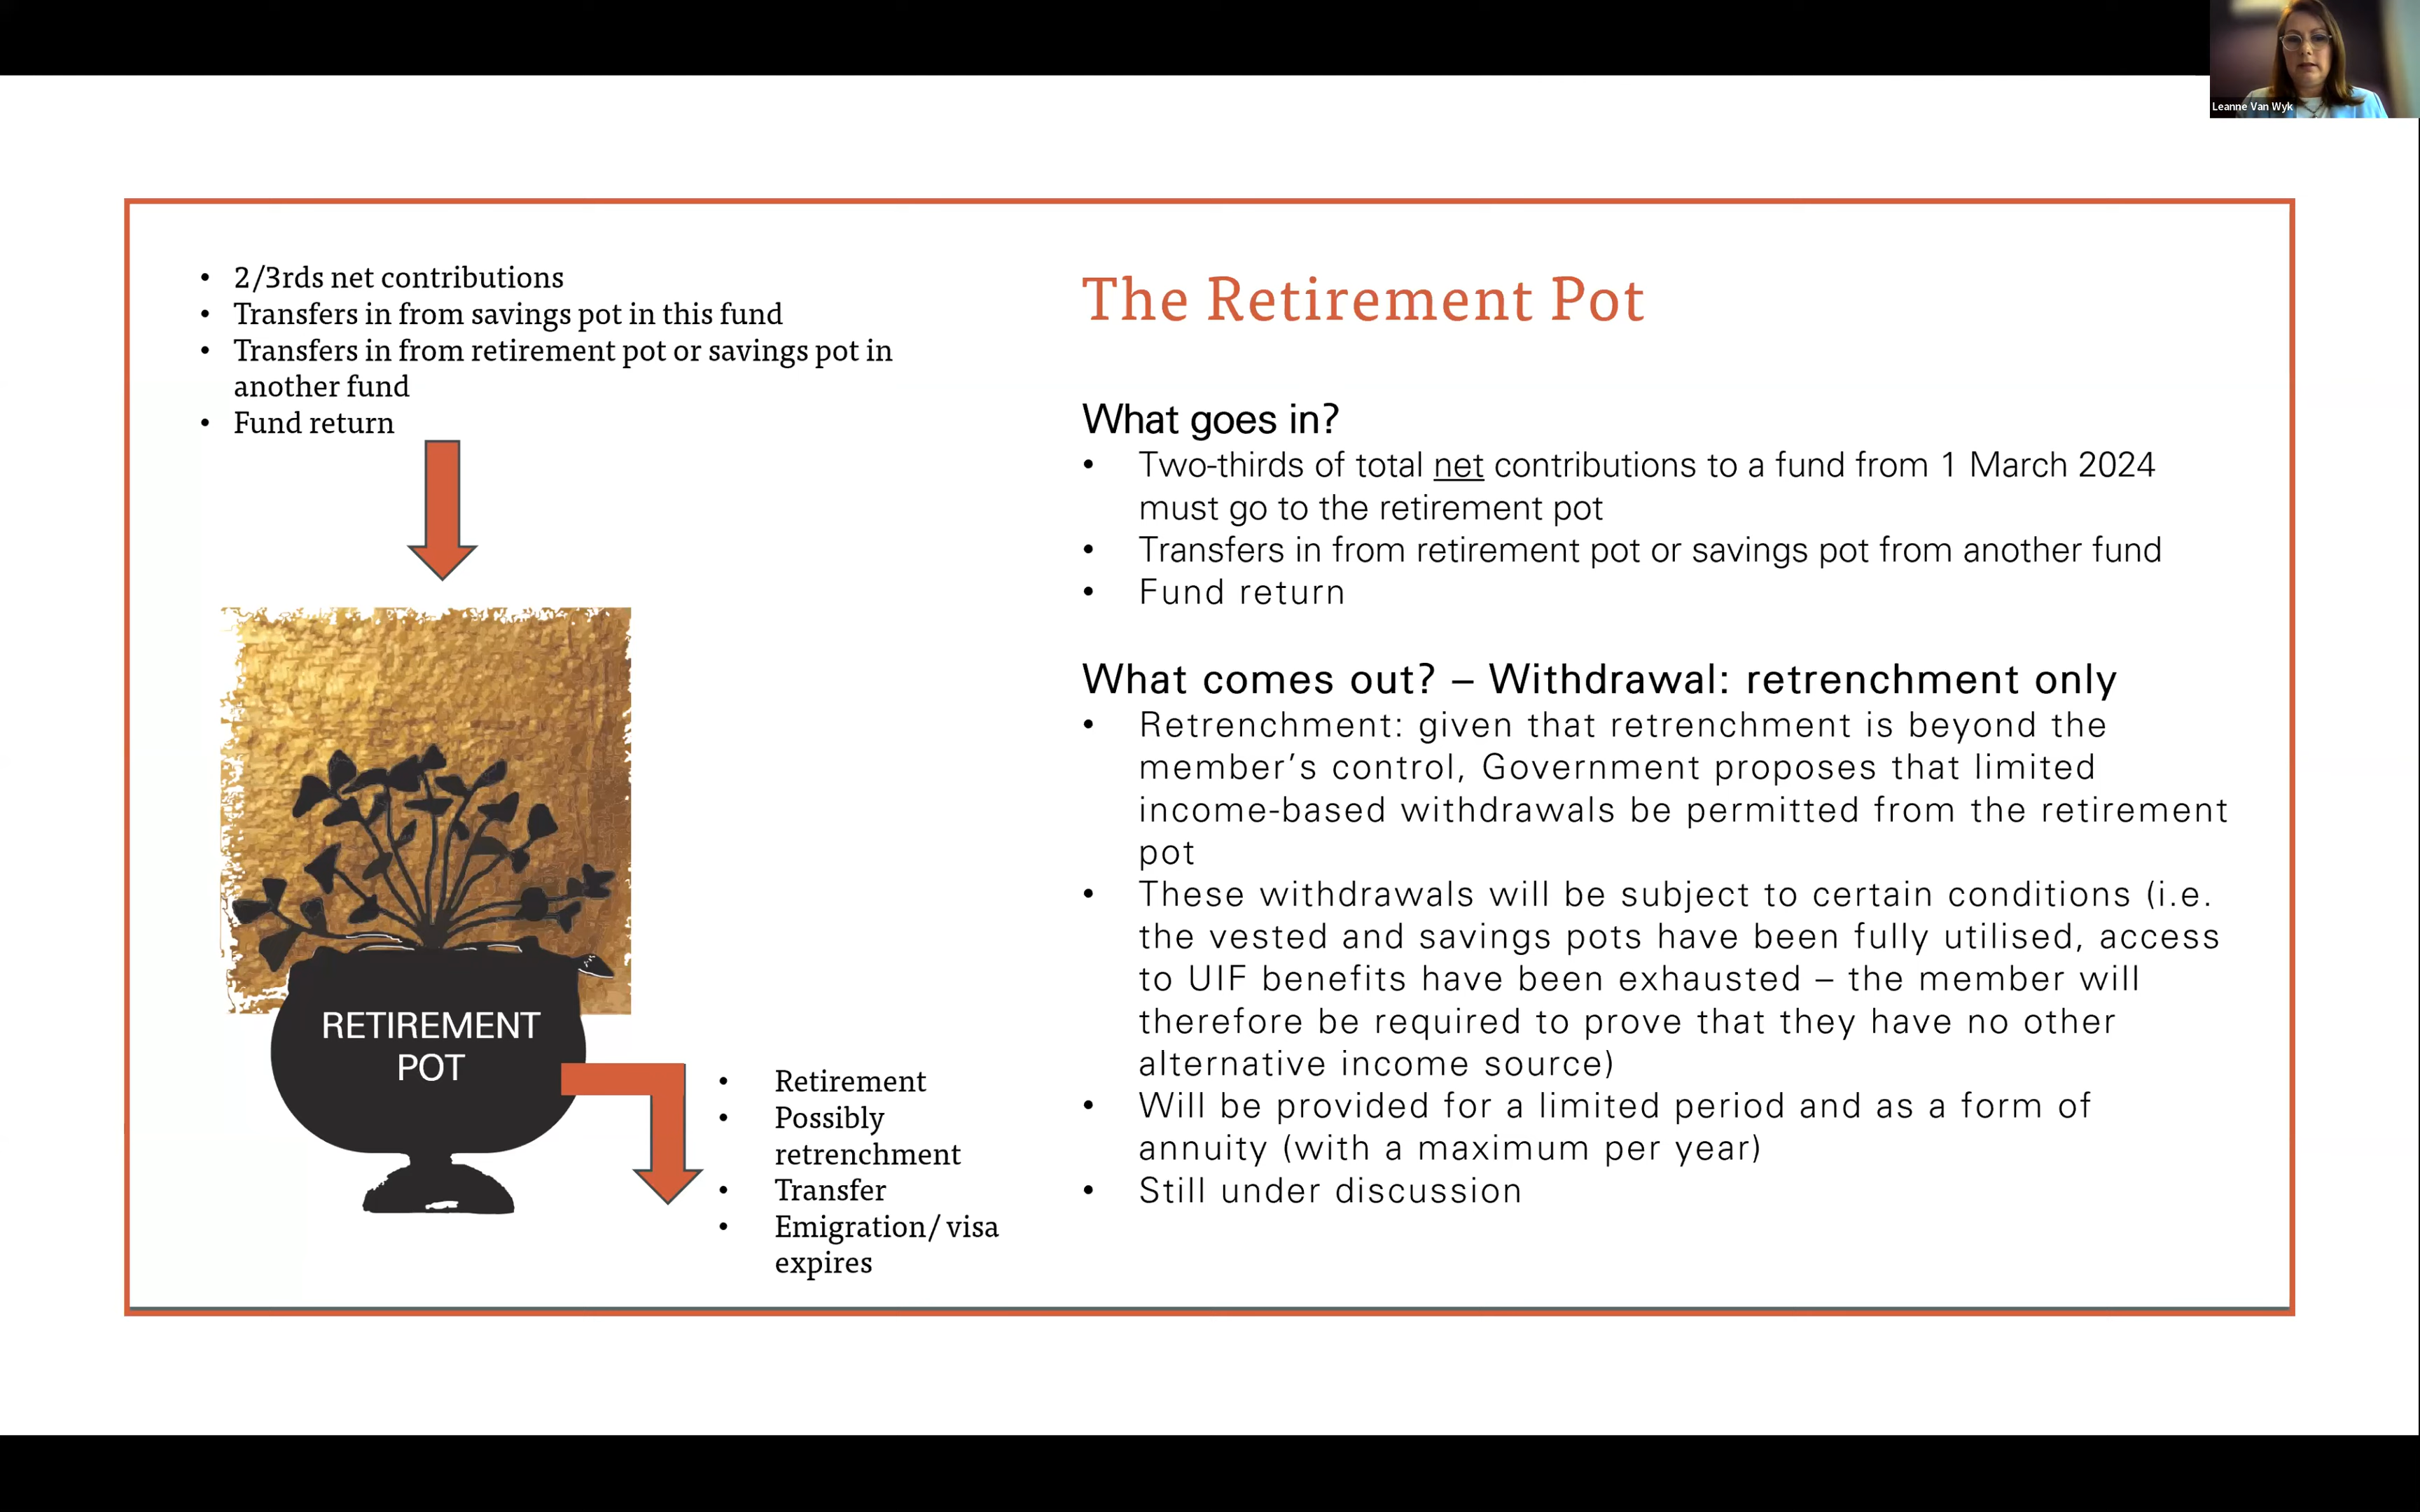 Leanne Van Wyk
• 2/3rds net contributions
• Transfers in from savings pot in this fund
• Transfers in from retirement pot or savings pot in
another fund
• Fund return
RETIREMENT
POT
• Retirement
• Possibly
retrenchment
• Transfer
• Emigration/ visa
expires
The Retirement Pot
What goes in?
• Two-thirds of total net contributions to a fund from 1 March 2024
must go to the retirement pot
• Transfers in from retirement pot or savings pot from another fund
• Fund return
What comes out? – Withdrawal: retrenchment only
• Retrenchment: given that retrenchment is beyond the
member’s control, Government proposes that limited
income-based withdrawals be permitted from the retirement
pot
• These withdrawals will be subject to certain conditions (i.e.
the vested and savings pots have been fully utilised, access
to UIF benefits have been exhausted – the member will
therefore be required to prove that they have no other
alternative income source)
• Will be provided for a limited period and as a form of
annuity (with a maximum per year)
• Still under discussion